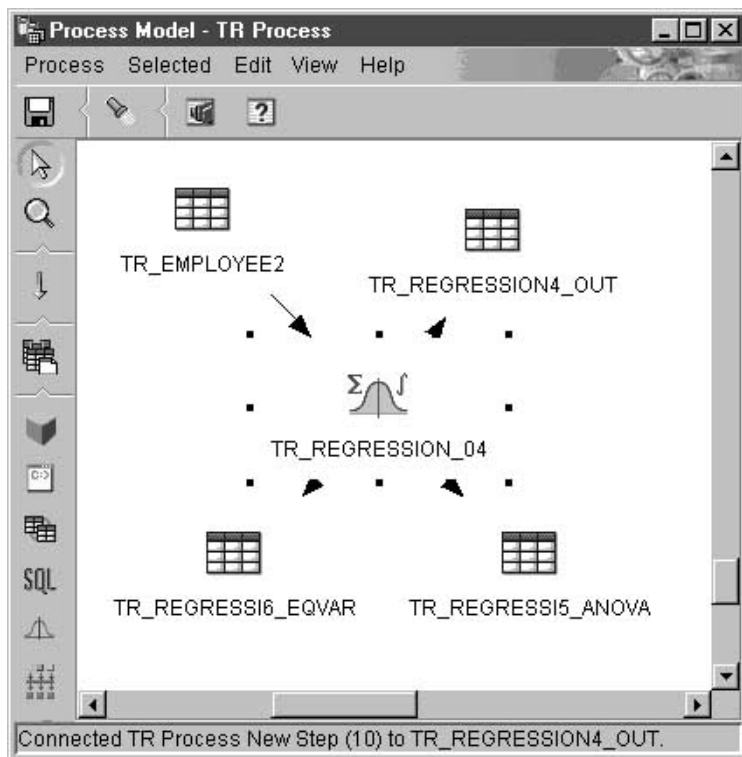 Process Model - TR Process
Process Selected Edit View Help
?
TR_EMPLOYEE2
TR_REGRESSION4_OUT
Σ ∫
TR_REGRESSION_04
SQL
TR_REGRESSI6_EQVAR
TR_REGRESSI5_ANOVA
Connected TR Process New Step (10) to TR_REGRESSION4_OUT.